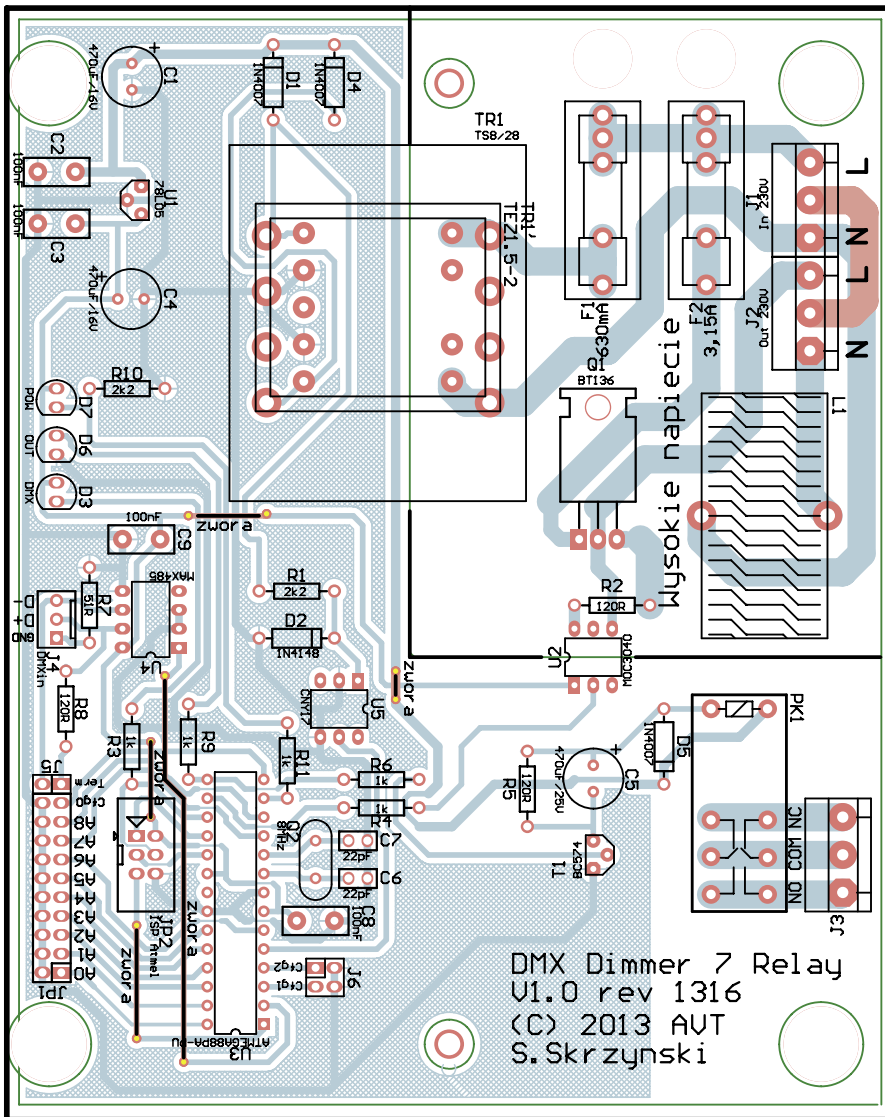 470uF/16V
C1
1N4007
D1
1N4007
D4
TR1
TS8/28
C2
100nF
U1
78L05
100nF
C3
TR1'
TEZ1.5-2
L
J1
In 230V
N
L
J2
Out 230V
N
470uF/16V
C4
F1
630mA
F2
3,15A
Q1
BT136
R10
2k2
POW
D7
OUT
D6
DMX
D3
Wysokie napiecie
L1
zwora
100nF
C9
MAX485
R1
2k2
R2
120R
D-
D+
GND
J4
DMXin
R7
51R
U4
D2
1N4148
U2
MOC3040
zwora
R8
120R
CNY17
U5
PK1
R3
1k
zwora
R9
1k
R11
1k
R6
1k
R4
1k
R5
120R
470uF/25V
C5
1N4007
D5
J5
Term
Cfg0
A8
A7
A6
A5
A4
A3
A2
A1
A0
JP1
JP2
ISP Atmel
zwora
zwora
Q2
8MHz
C7
22pF
C6
22pF
C8
100nF
T1
BC574
NC
COM
NO
J3
Cfg2
Cfg1
J6
U3
ATMEGA88PA-PU
DMX Dimmer 7 Relay
V1.0 rev 1316
(C) 2013 AVT
S.Skrzynski